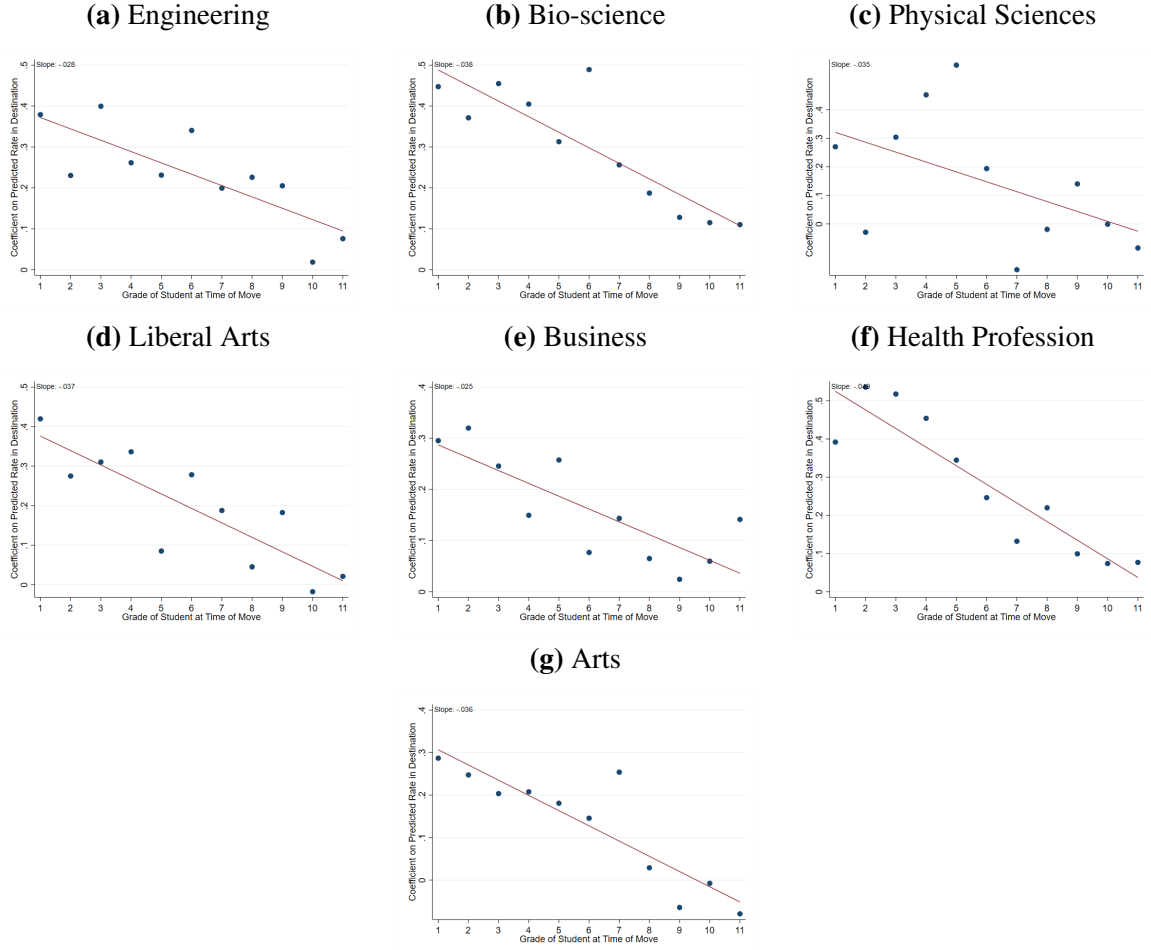 (a) Engineering
Slope: -.028
Coefficient on Predicted Rate in Destination
.5
.4
.3
.2
.1
0
1 2 3 4 5 6 7 8 9 10 11
Grade of Student at Time of Move
(b) Bio-science
Slope: -.038
Coefficient on Predicted Rate in Destination
.5
.4
.3
.2
.1
0
1 2 3 4 5 6 7 8 9 10 11
Grade of Student at Time of Move
(c) Physical Sciences
Slope: -.035
Coefficient on Predicted Rate in Destination
.4
.3
.2
.1
0
1 2 3 4 5 6 7 8 9 10 11
Grade of Student at Time of Move
(d) Liberal Arts
Slope: -.037
Coefficient on Predicted Rate in Destination
.5
.4
.3
.2
.1
0
1 2 3 4 5 6 7 8 9 10 11
Grade of Student at Time of Move
(e) Business
Slope: -.025
Coefficient on Predicted Rate in Destination
.4
.3
.2
.1
0
1 2 3 4 5 6 7 8 9 10 11
Grade of Student at Time of Move
(f) Health Profession
Slope:
Coefficient on Predicted Rate in Destination
.5
.4
.3
.2
.1
0
1 2 3 4 5 6 7 8 9 10 11
Grade of Student at Time of Move
(g) Arts
Slope: -.036
Coefficient on Predicted Rate in Destination
.4
.3
.2
.1
0
1 2 3 4 5 6 7 8 9 10 11
Grade of Student at Time of Move